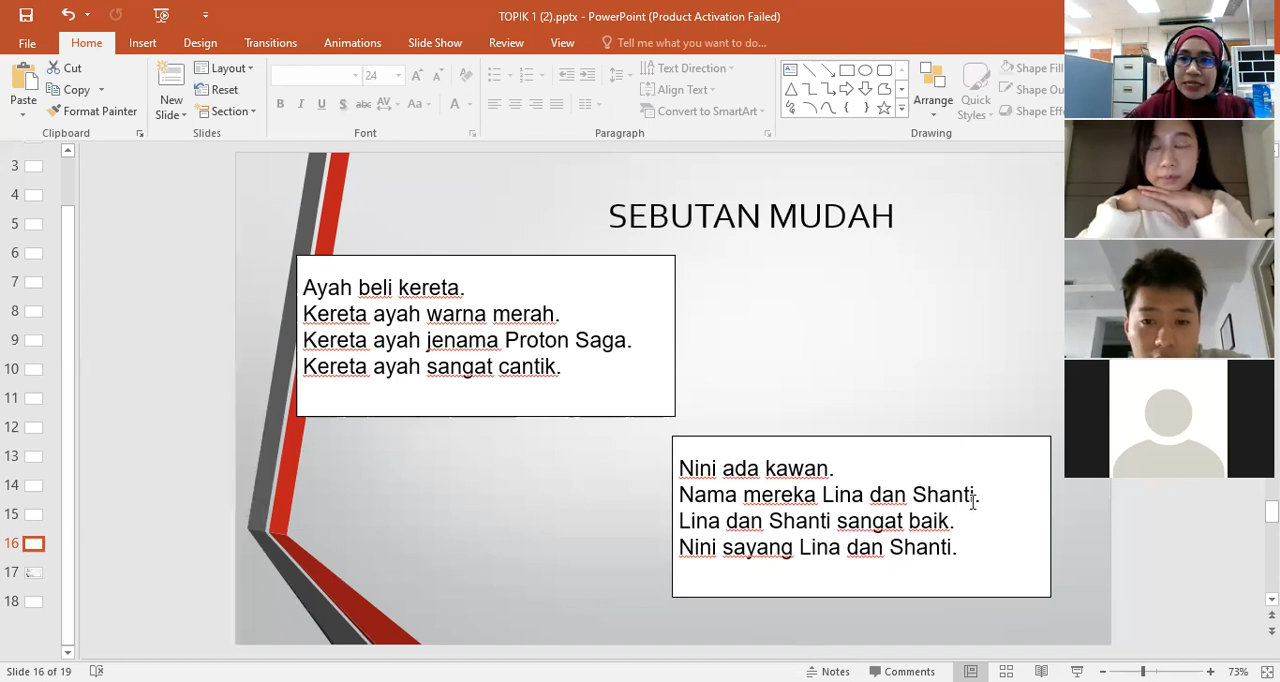 TOPIK 1 (2).pptx - PowerPoint (Product Activation Failed)
File Home Insert Design Transitions Animations Slide Show Review View Tell me what you want to do...
Paste
Cut
Copy
Format Painter
Clipboard
New Slide
Layout
Reset
Section
Slides
24
B I U S abc AV Aa A
Font
Text Direction
Align Text
Convert to SmartArt
Paragraph
Arrange
Quick Styles
Shape Fill
Shape Ou
Shape Effe
Drawing
3
4
5
6
7
8
9
10
11
12
13
14
15
16
17
18
SEBUTAN MUDAH
Ayah beli kereta.
Kereta ayah warna merah.
Kereta ayah jenama Proton Saga.
Kereta ayah sangat cantik.
Nini ada kawan.
Nama mereka Lina dan Shanti.
Lina dan Shanti sangat baik.
Nini sayang Lina dan Shanti.
Slide 16 of 19
Notes
Comments
73%